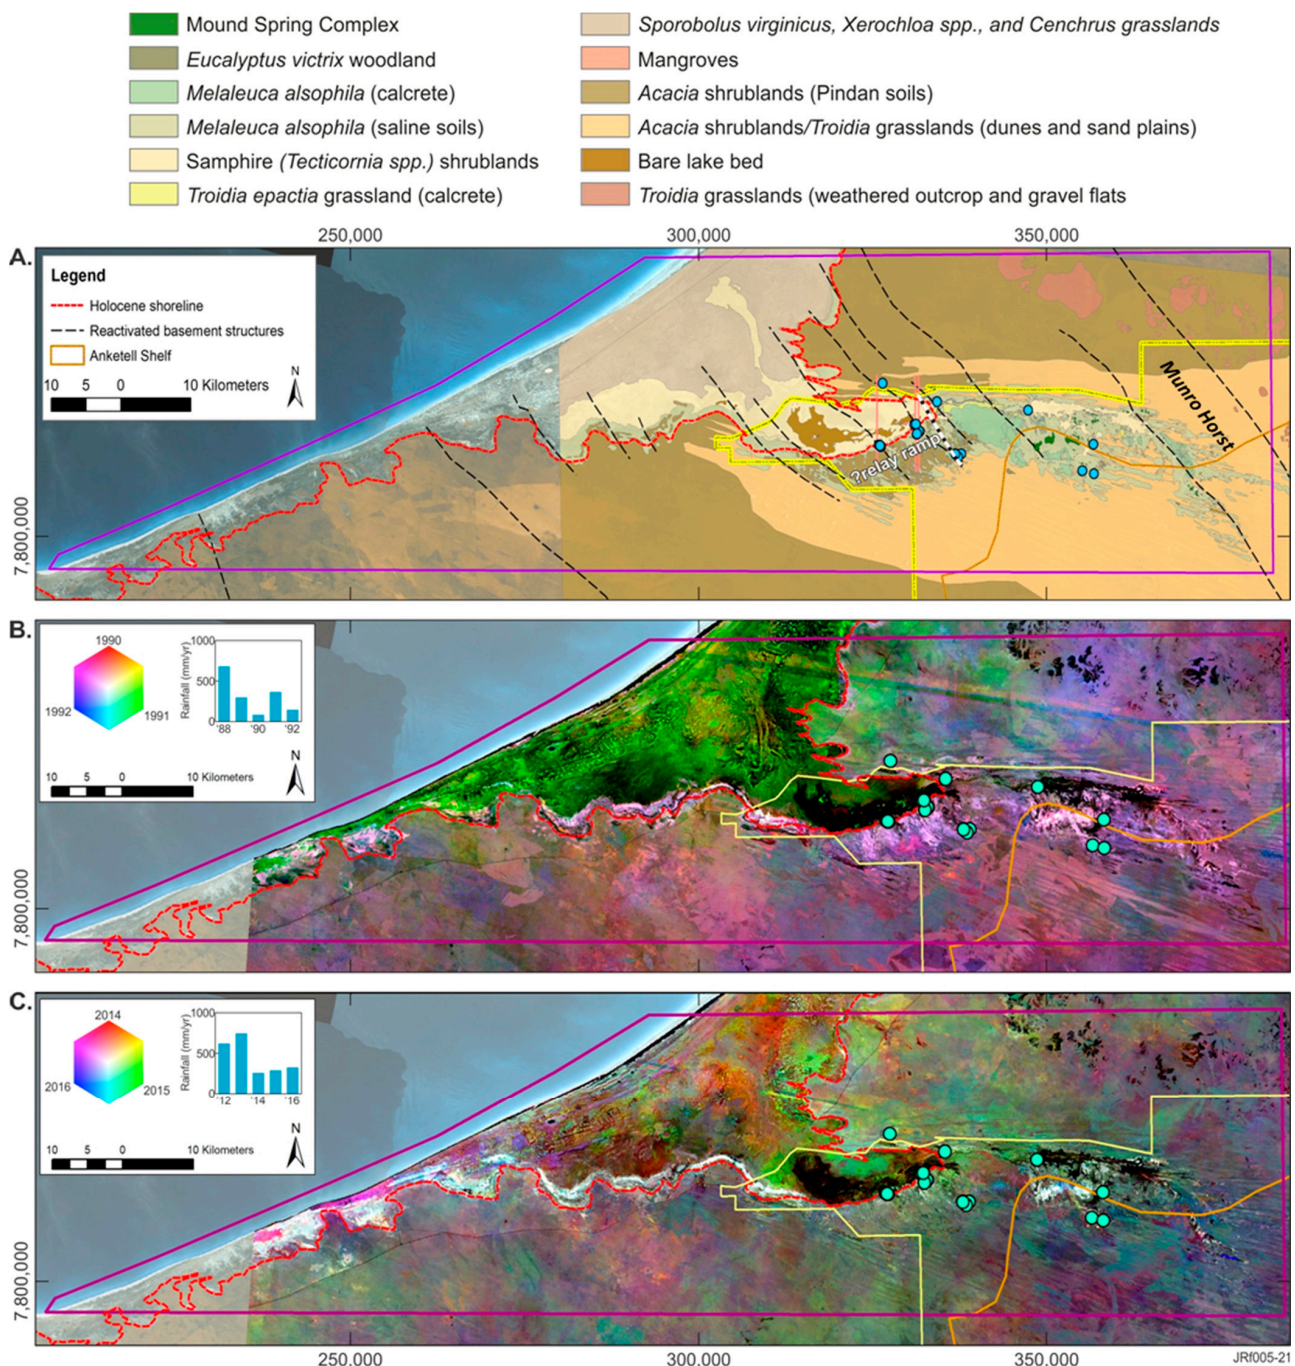 Mound Spring Complex
Eucalyptus victrix woodland
Melaleuca alsophila (calcrete)
Melaleuca alsophila (saline soils)
Samphire (Tecticornia spp.) shrublands
Troidia epactia grassland (calcrete)
Sporobolus virginicus, Xerochloa spp., and Cenchrus grasslands
Mangroves
Acacia shrublands (Pindan soils)
Acacia shrublands/Troidia grasslands (dunes and sand plains)
Bare lake bed
Troidia grasslands (weathered outcrop and gravel flats
A.
250,000
300,000
350,000
Legend
Holocene shoreline
Reactivated basement structures
Anketell Shelf
N
10 5 0 10 Kilometers
7,800,000
?relay ramp
Munro Horst
B.
1990
1992
1991
Rainfall (mm/yr)
1000
500
0
'88 '90 '92
N
10 5 0 10 Kilometers
7,800,000
C.
2014
2016
2015
Rainfall (mm/yr)
1000
500
0
'12 '14 '16
N
10 5 0 10 Kilometers
7,800,000
250,000
300,000
350,000
JRf005-21